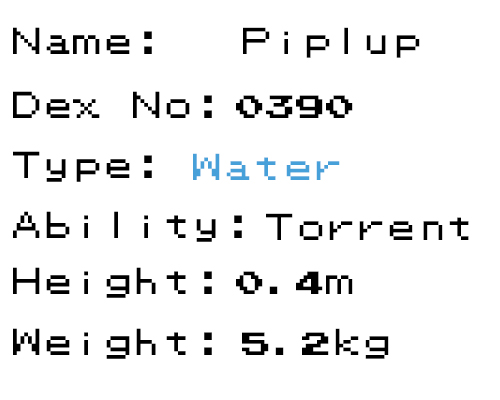 Name: Piplup
Dex No: 0390
Type: Water
Ability: Torrent
Height: 0.4m
Weight: 5.2kg